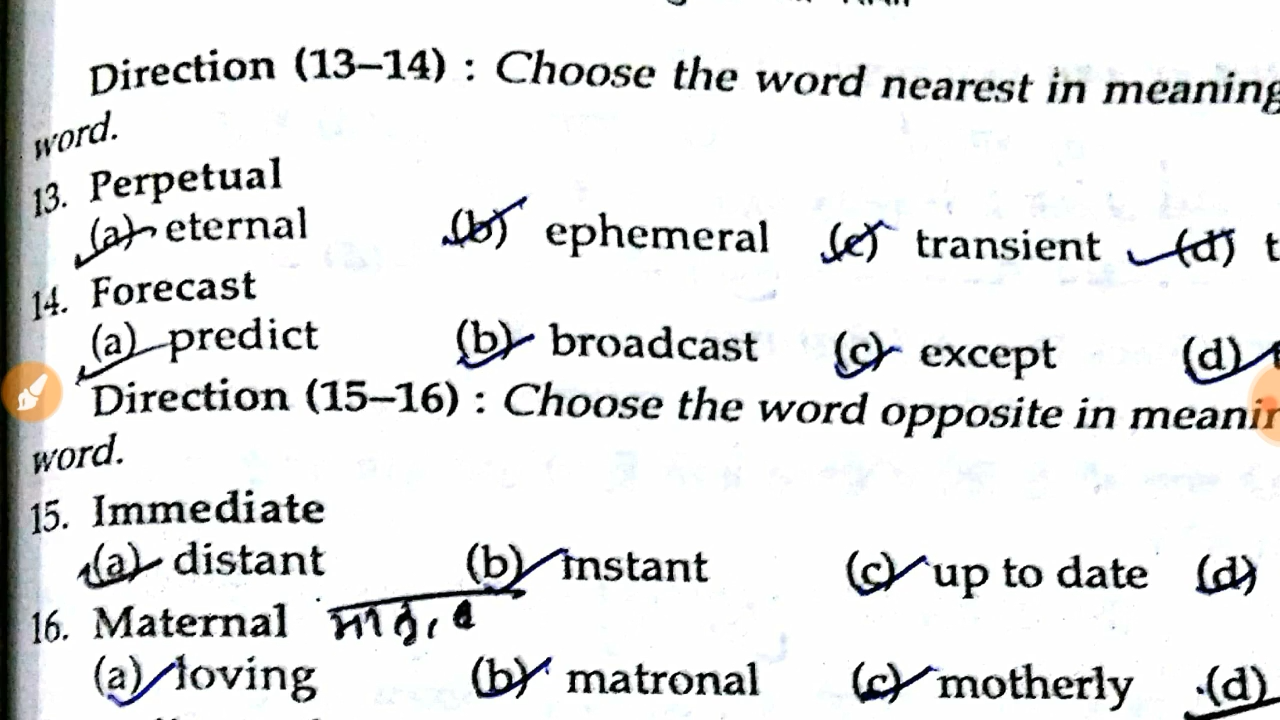 Direction (13–14) : Choose the word nearest in meaning
word.
13. Perpetual
(a) eternal (b) ephemeral (c) transient (d) t
14. Forecast
(a) predict (b) broadcast (c) except (d)
Direction (15–16) : Choose the word opposite in meanin
word.
15. Immediate
(a) distant (b) instant (c) up to date (d)
16. Maternal
(a) loving (b) matronal (c) motherly (d)